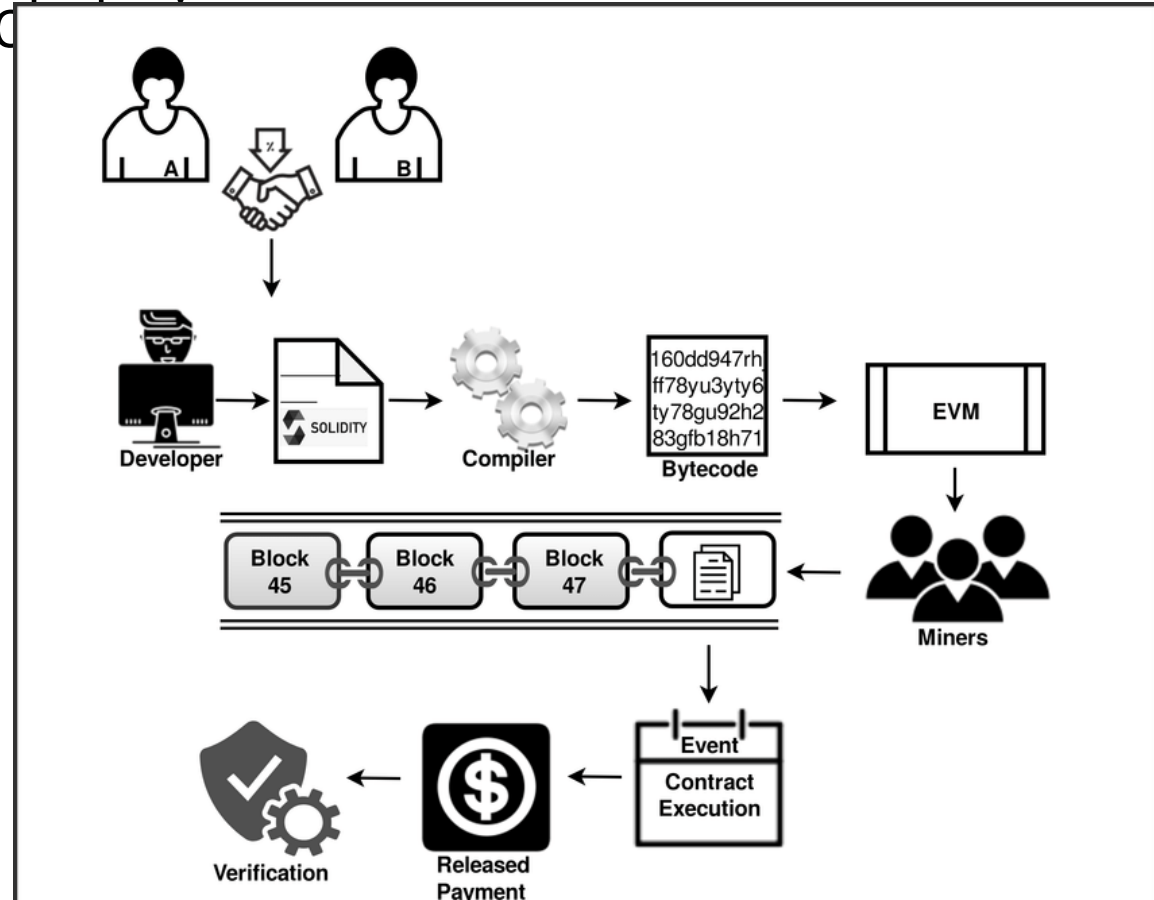 A
B
%
SOLIDITY
Developer
Compiler
160dd947rh
ff78yu3yty6
ty78gu92h2
83gfb18h71
Bytecode
EVM
Block
45
Block
46
Block
47
Miners
Event
Contract
Execution
Verification
Released
Payment